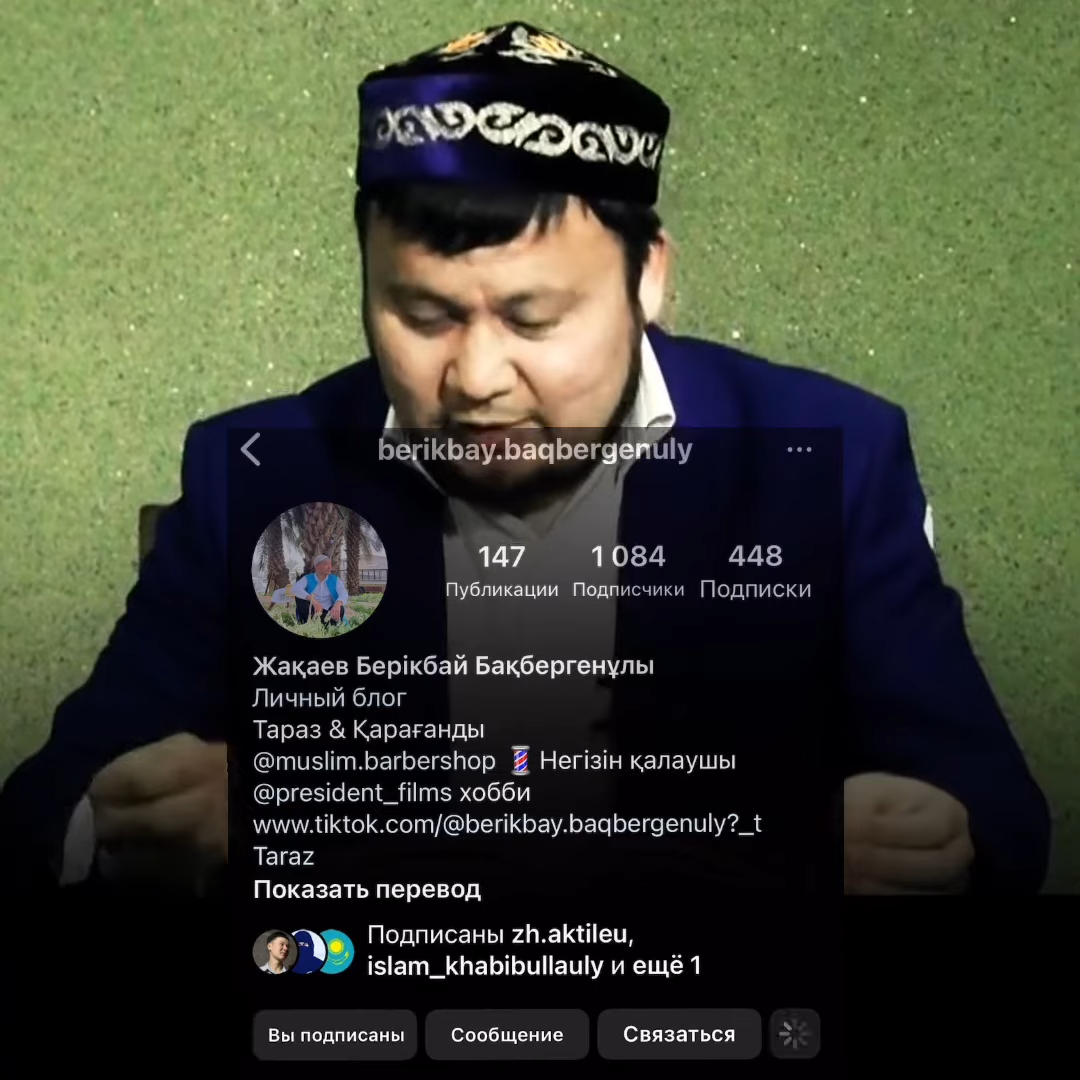 berikbay.baqbergenuly
147 1 084 448
Публикации Подписчики Подписки
Жақаев Берікбай Бақбергенұлы
Личный блог
Тараз & Қарағанды
@muslim.barbershop 💈 Негізін қалаушы
@president_films хобби
www.tiktok.com/@berikbay.baqbergenuly?_t
Taraz
Показать перевод
Подписаны zh.aktileu,
islam_khabibullauly и ещё 1
Вы подписаны Сообщение Связаться